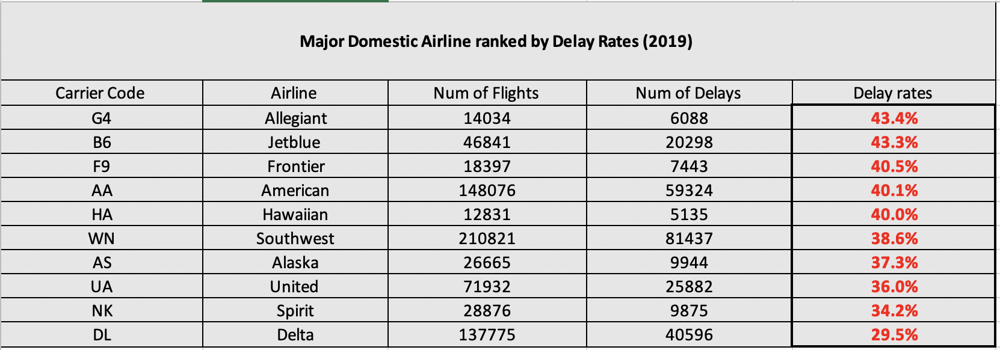 Major Domestic Airline ranked by Delay Rates (2019)
Carrier Code Airline Num of Flights Num of Delays Delay rates
G4 Allegiant 14034 6088 43.4%
B6 Jetblue 46841 20298 43.3%
F9 Frontier 18397 7443 40.5%
AA American 148076 59324 40.1%
HA Hawaiian 12831 5135 40.0%
WN Southwest 210821 81437 38.6%
AS Alaska 26665 9944 37.3%
UA United 71932 25882 36.0%
NK Spirit 28876 9875 34.2%
DL Delta 137775 40596 29.5%